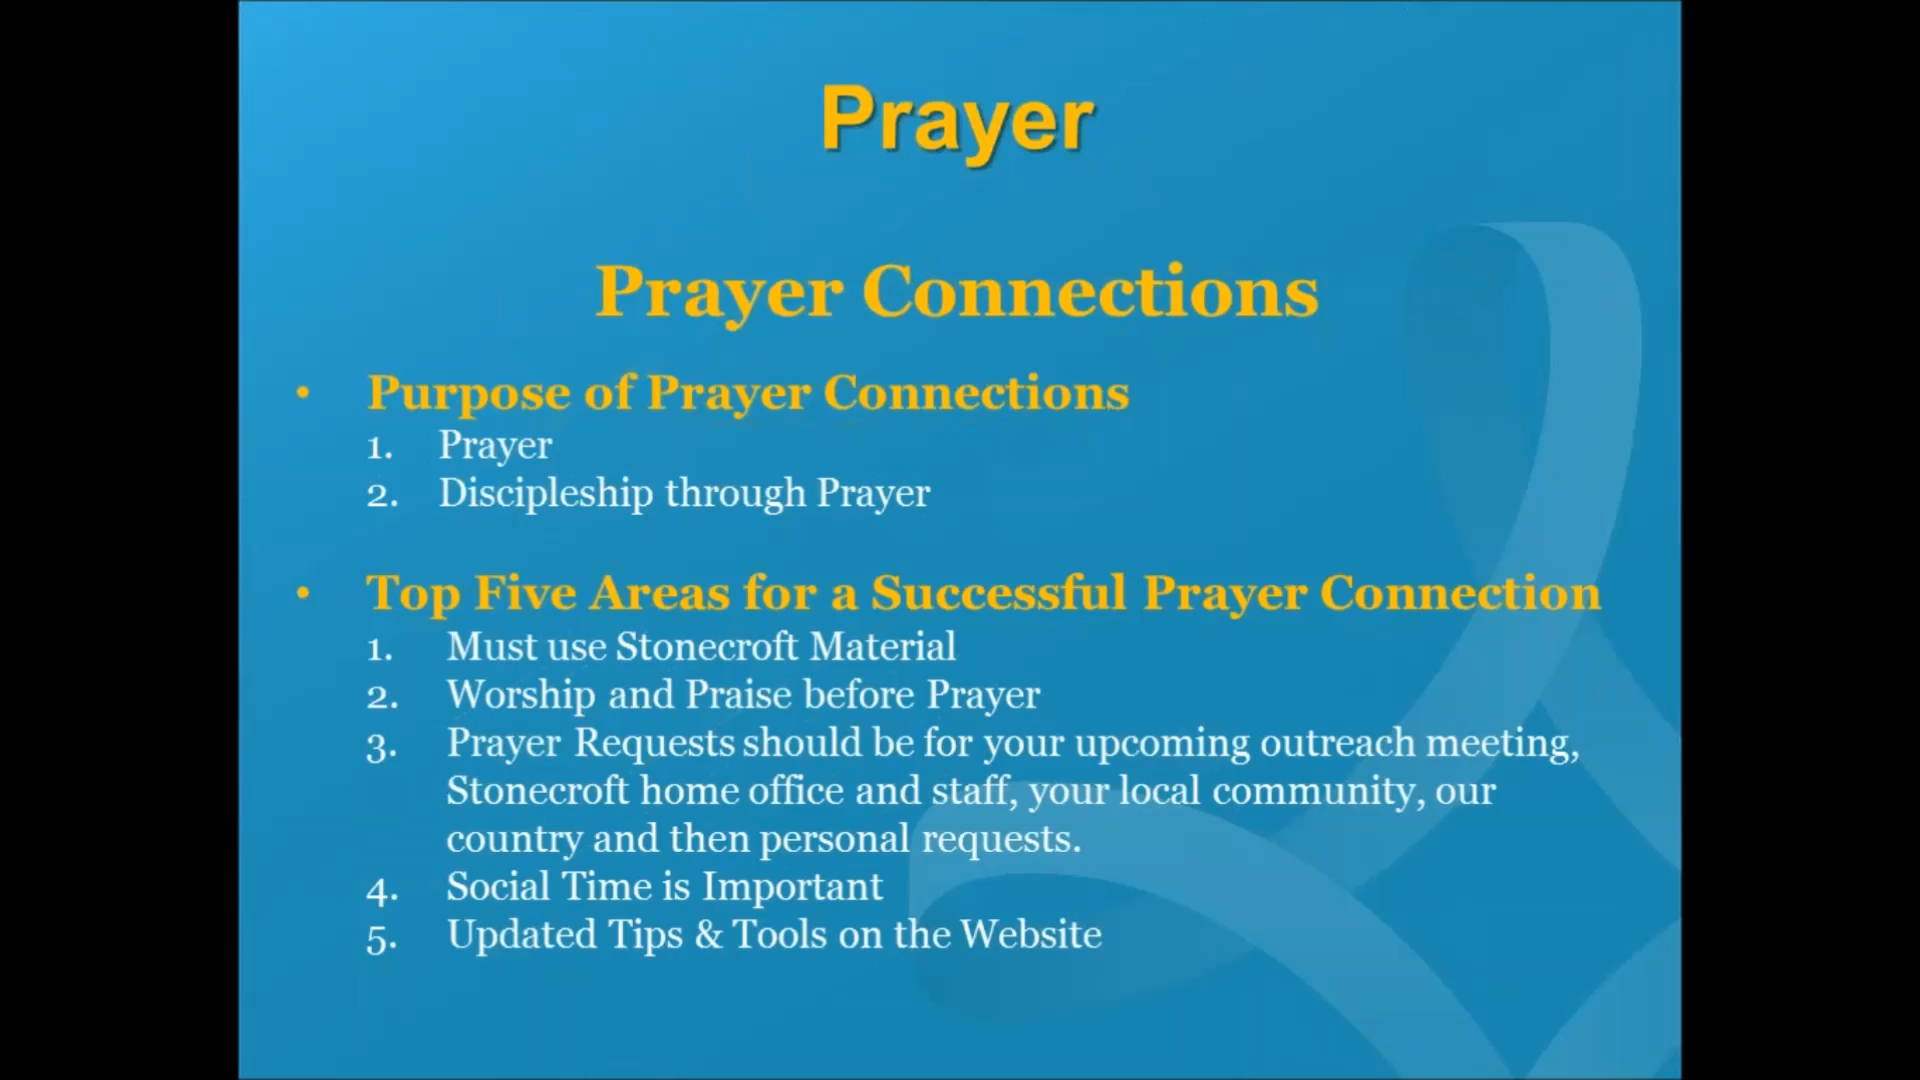 Prayer
Prayer Connections
• Purpose of Prayer Connections
1. Prayer
2. Discipleship through Prayer
• Top Five Areas for a Successful Prayer Connection
1. Must use Stonecroft Material
2. Worship and Praise before Prayer
3. Prayer Requests should be for your upcoming outreach meeting,
Stonecroft home office and staff, your local community, our
country and then personal requests.
4. Social Time is Important
5. Updated Tips & Tools on the Website